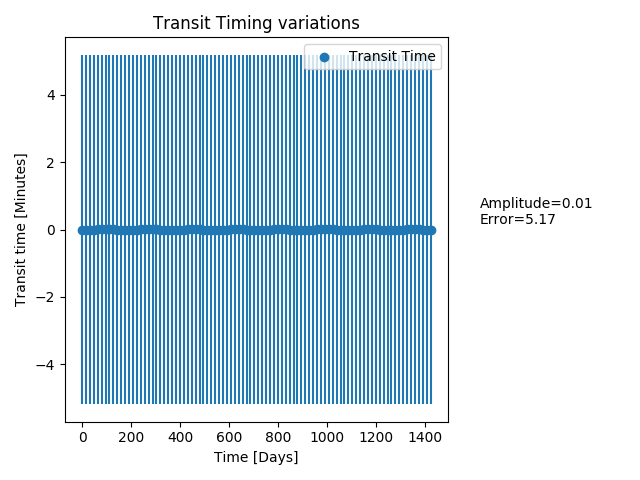 Transit Timing variations
Transit Time
Transit time [Minutes]
4
2
0
−2
−4
Amplitude=0.01
Error=5.17
0 200 400 600 800 1000 1200 1400
Time [Days]